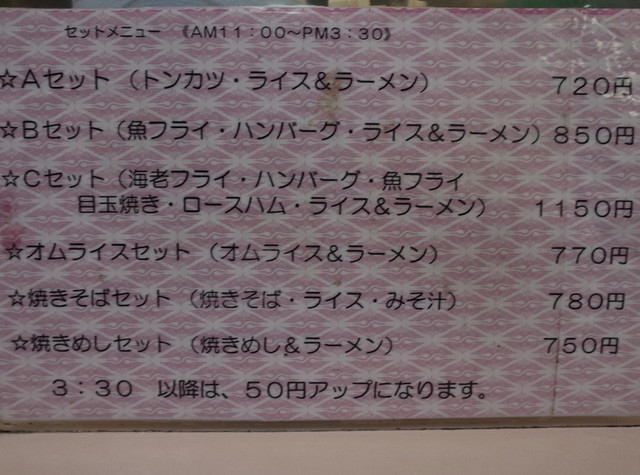 セットメニュー 《AM11:00~PM3:30》
☆Aセット(トンカツ・ライス&ラーメン) 720円
☆Bセット(魚フライ・ハンバーグ・ライス&ラーメン) 850円
☆Cセット(海老フライ・ハンバーグ・魚フライ
目玉焼き・ロースハム・ライス&ラーメン) 1150円
☆オムライスセット(オムライス&ラーメン) 770円
☆焼きそばセット(焼きそば・ライス・みそ汁) 780円
☆焼きめしセット(焼きめし&ラーメン) 750円
3:30 以降は、50円アップになります。